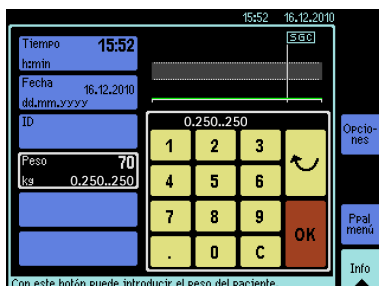 15:52 16.12.2010
SGC
Tiempo 15:52
h:min
Fecha 16.12.2010
dd.mm.yyyy
ID
Peso 70
kg 0.250..250
0.250..250
1 2 3
4 5 6
7 8 9
. 0 C
OK
Opcio-
nes
Ppal
menú
Info
Con este botón puede introducir el peso del paciente